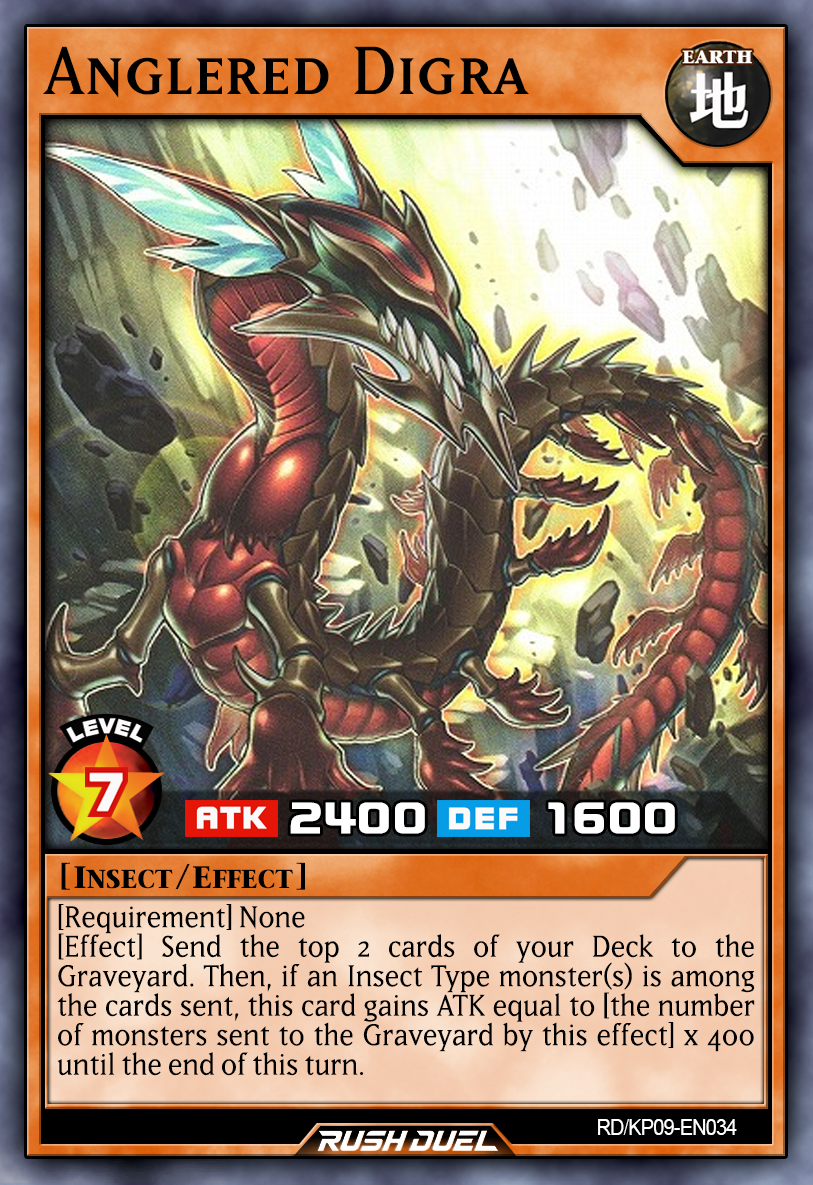 Anglered Digra
EARTH
地
LEVEL
7
ATK 2400 DEF 1600
[Insect/Effect]
[Requirement] None
[Effect] Send the top 2 cards of your Deck to the
Graveyard. Then, if an Insect Type monster(s) is among
the cards sent, this card gains ATK equal to [the number
of monsters sent to the Graveyard by this effect] x 400
until the end of this turn.
RUSH DUEL
RD/KP09-EN034